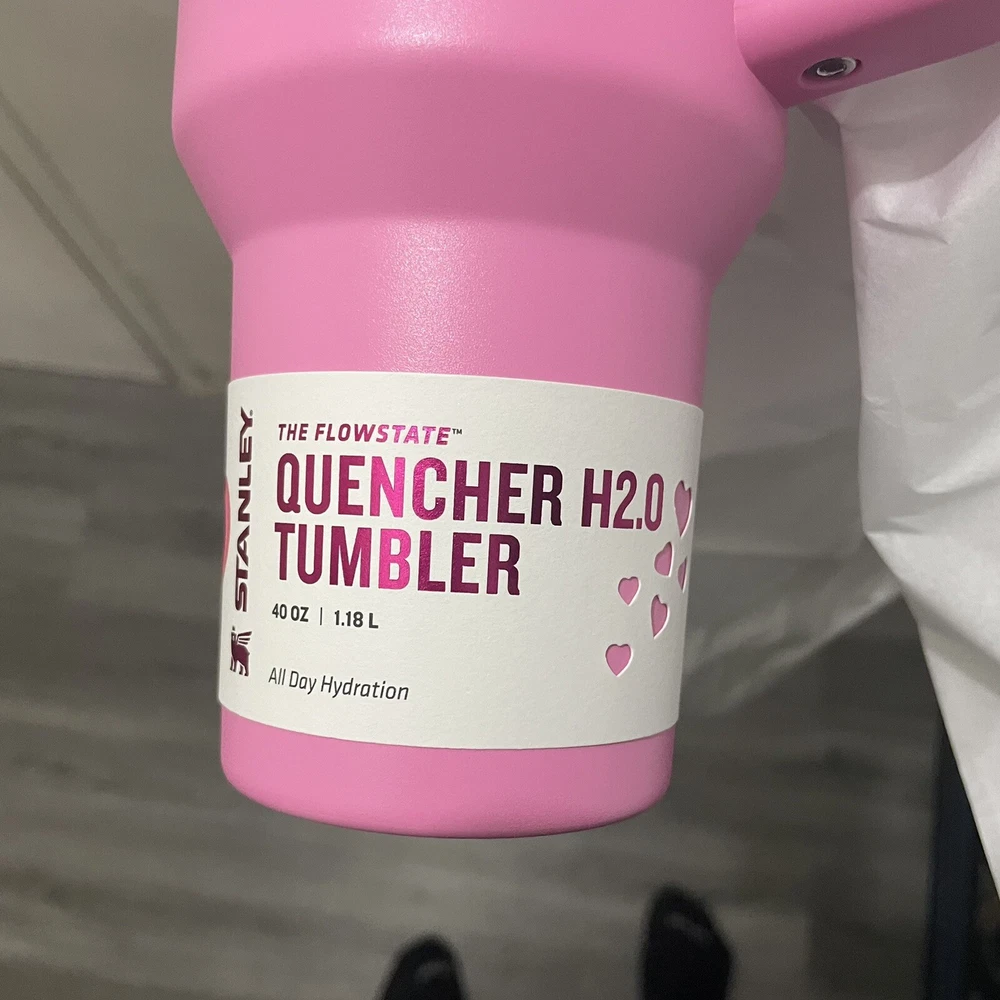 STANLEY.
THE FLOWSTATE™
QUENCHER H2.0
TUMBLER
40 OZ | 1.18 L
All Day Hydration